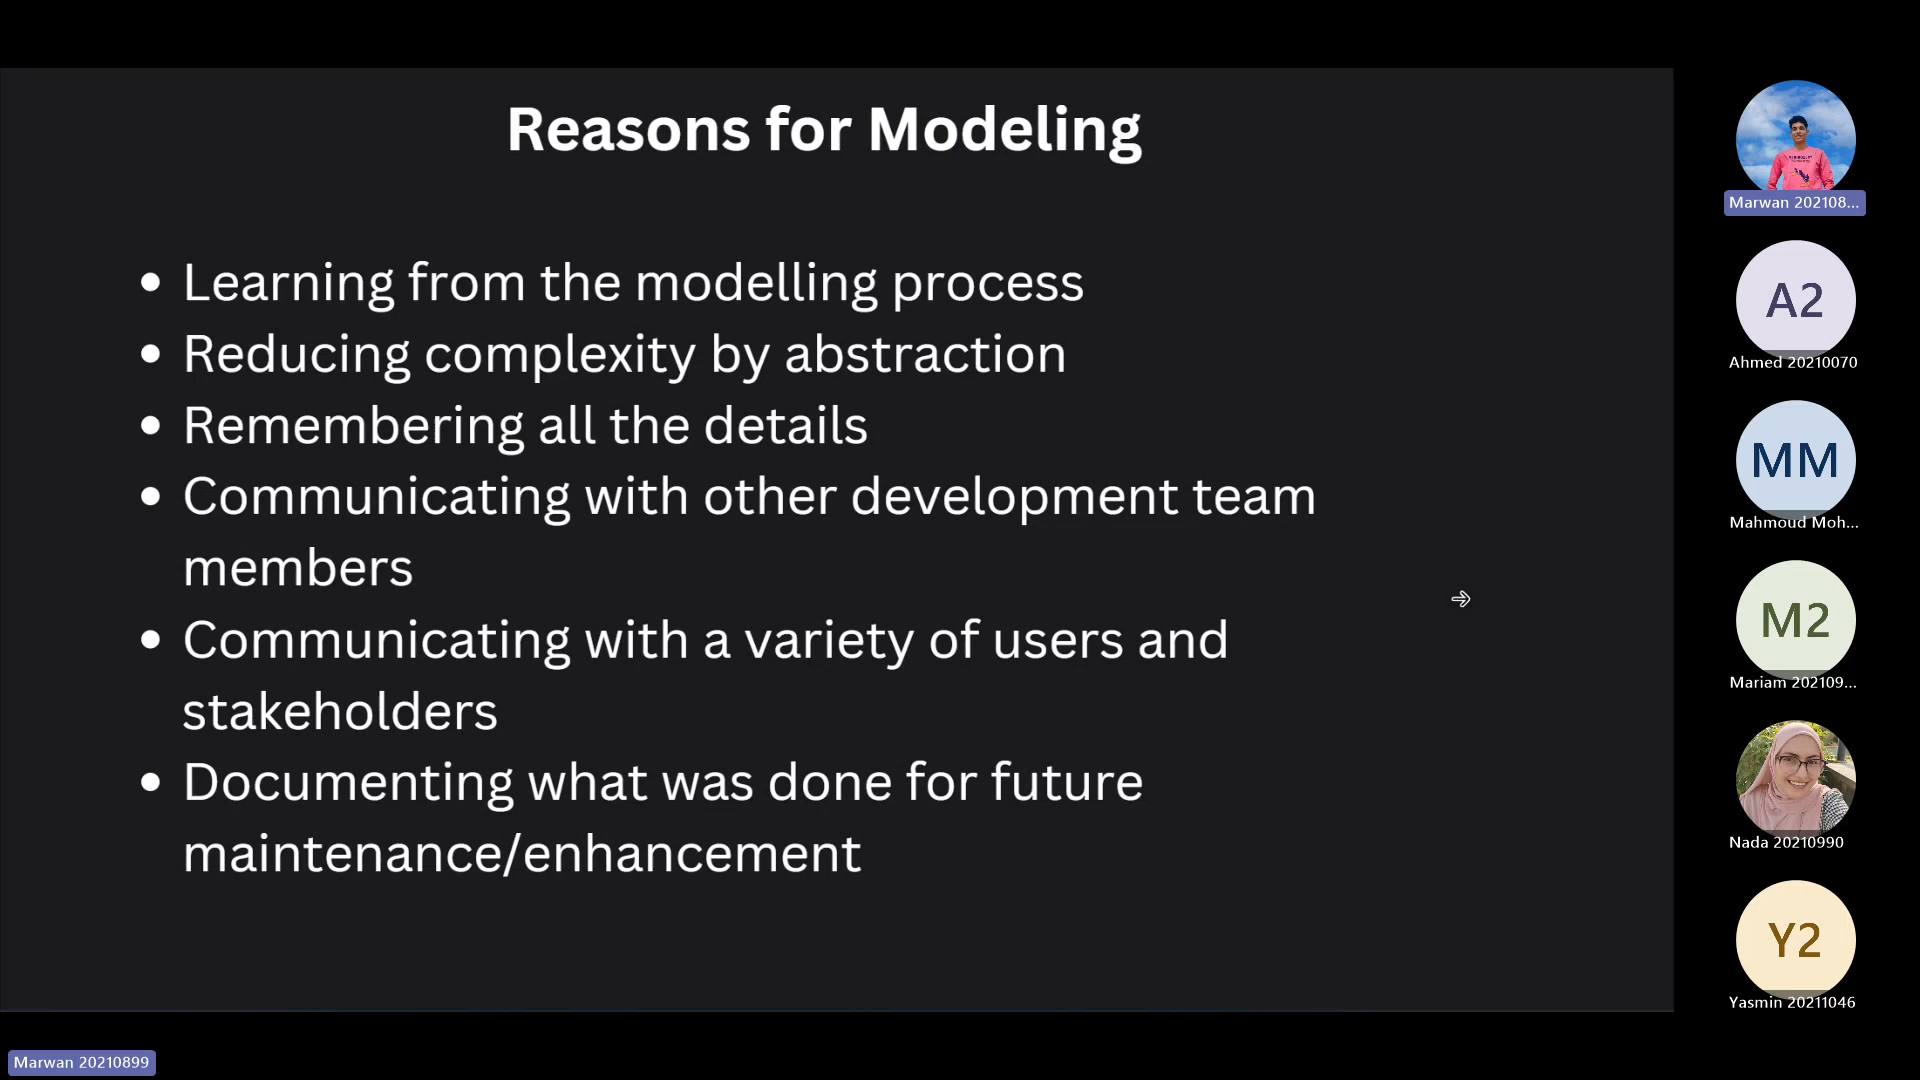 Reasons for Modeling
• Learning from the modelling process
• Reducing complexity by abstraction
• Remembering all the details
• Communicating with other development team
members
• Communicating with a variety of users and
stakeholders
• Documenting what was done for future
maintenance/enhancement
Marwan 202108...
A2
Ahmed 20210070
MM
Mahmoud Moh...
M2
Mariam 202109...
Nada 20210990
Y2
Yasmin 20211046
Marwan 20210899